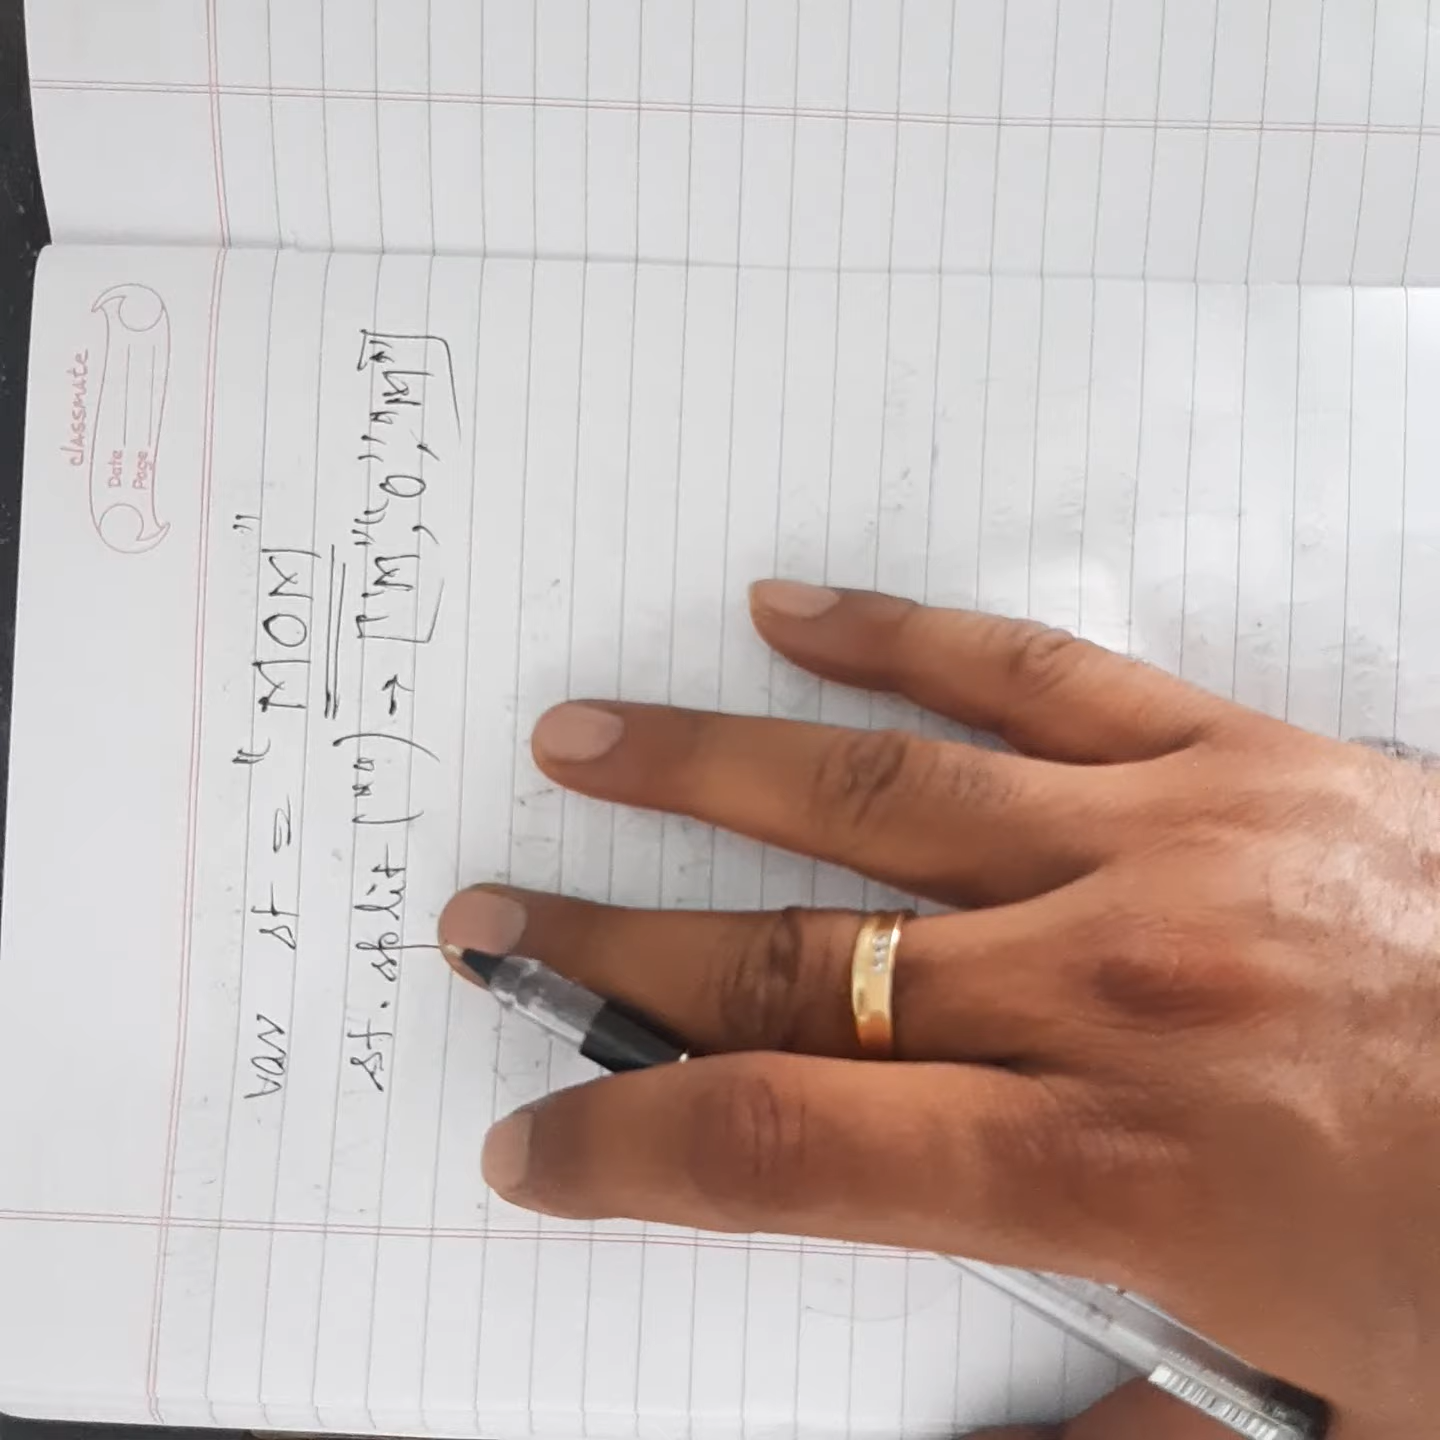 classmate
Date
Page
var st = "MOM"
st.split("") → ["M", "O", "M"]